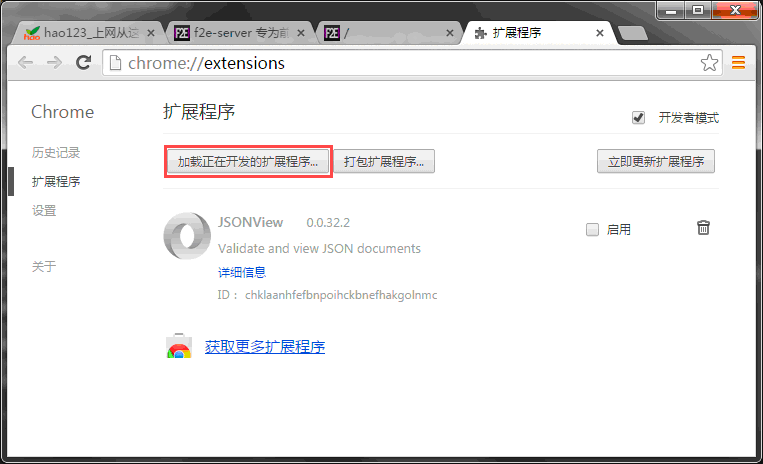 hao123_上网从这
f2e-server 专为前
/
扩展程序
chrome://extensions
Chrome
扩展程序
开发者模式
历史记录
加载正在开发的扩展程序...
打包扩展程序...
立即更新扩展程序
扩展程序
设置
JSONView 0.0.32.2
启用
Validate and view JSON documents
详细信息
关于
ID： chklaanhfefbnpoihckbnefhakgolnmc
获取更多扩展程序